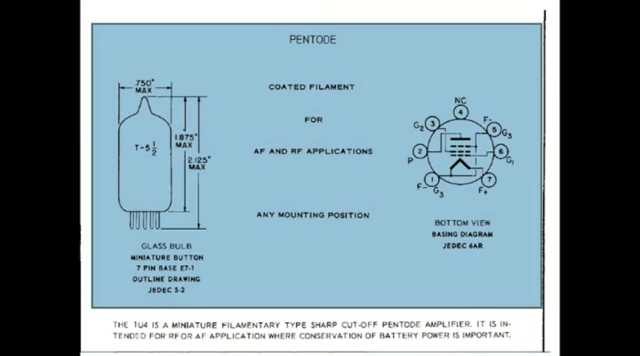 PENTODE
.750"
MAX
COATED FILAMENT
FOR
AF AND RF APPLICATIONS
ANY MOUNTING POSITION
T-5 1/2
1.875"
MAX
2.125"
MAX
GLASS BULB
MINIATURE BUTTON
7 PIN BASE E7-1
OUTLINE DRAWING
JEDEC 5-2
NC
4
G2
3
F-
5
G3
P
2
6
G1
1
F-
G3
7
F+
BOTTOM VIEW
BASING DIAGRAM
JEDEC 6AR
THE 1U4 IS A MINIATURE FILAMENTARY TYPE SHARP CUT-OFF PENTODE AMPLIFIER. IT IS IN-
TENDED FOR RF OR AF APPLICATION WHERE CONSERVATION OF BATTERY POWER IS IMPORTANT.